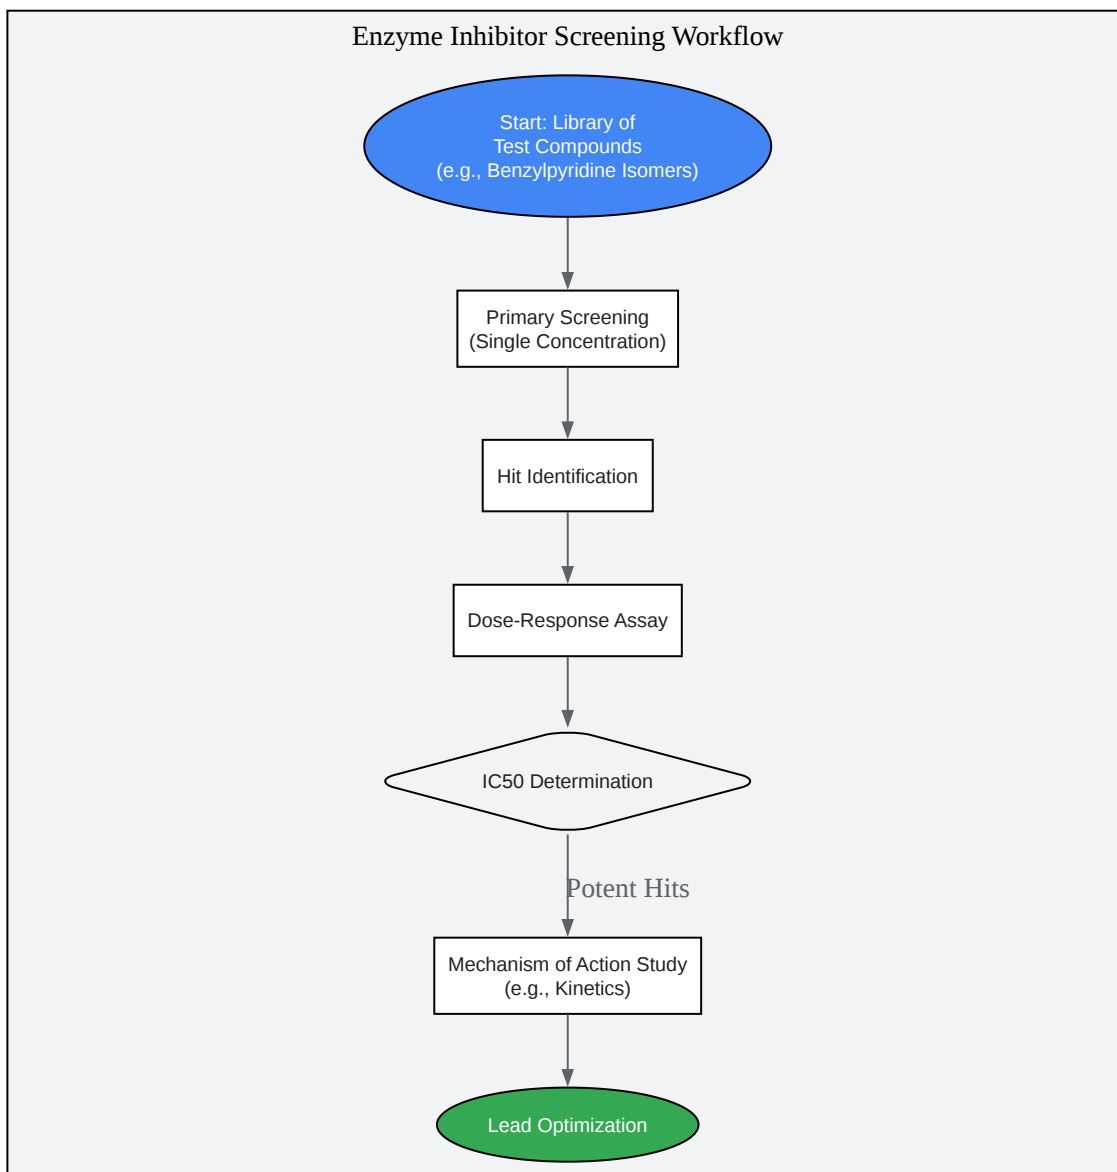 Enzyme Inhibitor Screening Workflow
Start: Library of
Test Compounds
(e.g., Benzylpyridine Isomers)
Primary Screening
(Single Concentration)
Hit Identification
Dose-Response Assay
IC50 Determination
Potent Hits
Mechanism of Action Study
(e.g., Kinetics)
Lead Optimization